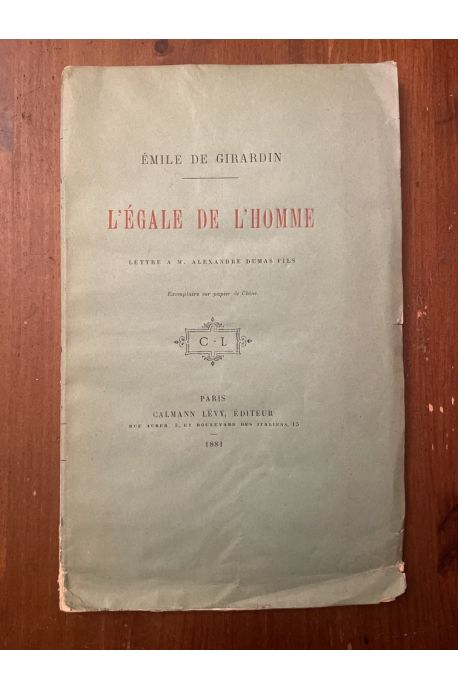 ÉMILE DE GIRARDIN
L'ÉGALE DE L'HOMME
LETTRE A M. ALEXANDRE DUMAS FILS
Exemplaire sur papier de Chine.
C-L
PARIS
CALMANN LÉVY, ÉDITEUR
RUE AUBER, 3, ET BOULEVARD DES ITALIENS, 15
1881